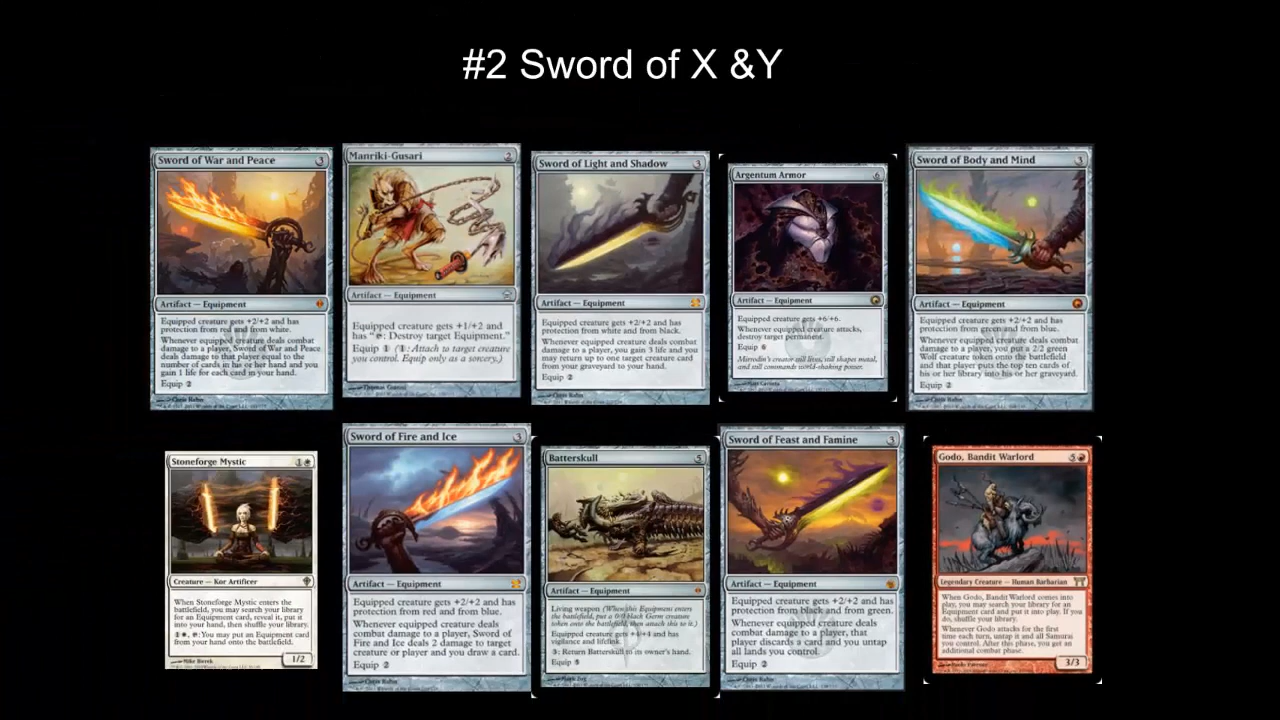 #2 Sword of X &Y
Sword of War and Peace 3
Artifact — Equipment
Equipped creature gets +2/+2 and has
protection from red and from white.
Whenever equipped creature deals combat
damage to a player, Sword of War and Peace
deals damage to that player equal to the
number of cards in his or her hand and you
gain 1 life for each card in your hand.
Equip 2
Manriki-Gusari 2
Artifact — Equipment
Equipped creature gets +1/+2 and
has “: Destroy target Equipment.”
Equip 1 (1: Attach to target creature
you control. Equip only as a sorcery.)
Sword of Light and Shadow 3
Artifact — Equipment
Equipped creature gets +2/+2 and has
protection from white and from black.
Whenever equipped creature deals combat
damage to a player, you gain 3 life and you
may return up to one target creature card
from your graveyard to your hand.
Equip 2
Argentum Armor 6
Artifact — Equipment
Equipped creature gets +6/+6.
Whenever equipped creature attacks,
destroy target permanent.
Equip 6
Mirrodin's creator still lives, still shapes metal,
and still commands world-shaking power.
Sword of Body and Mind 3
Artifact — Equipment
Equipped creature gets +2/+2 and has
protection from green and from blue.
Whenever equipped creature deals combat
damage to a player, you put a 2/2 green
Wolf creature token onto the battlefield
and that player puts the top ten cards of
his or her library into his or her graveyard.
Equip 2
Stoneforge Mystic 1
Creature — Kor Artificer
When Stoneforge Mystic enters the
battlefield, you may search your library
for an Equipment card, reveal it, put it
into your hand, then shuffle your library.
1, : You may put an Equipment card
from your hand onto the battlefield.
1/2
Sword of Fire and Ice 3
Artifact — Equipment
Equipped creature gets +2/+2 and has
protection from red and from blue.
Whenever equipped creature deals
combat damage to a player, Sword of
Fire and Ice deals 2 damage to target
creature or player and you draw a card.
Equip 2
Batterskull 5
Artifact — Equipment
Living weapon (When this Equipment enters
the battlefield, put a 0/0 black Germ creature
token onto the battlefield, then attach this to it.)
Equipped creature gets +4/+4 and has
vigilance and lifelink.
3: Return Batterskull to its owner's hand.
Equip 5
Sword of Feast and Famine 3
Artifact — Equipment
Equipped creature gets +2/+2 and has
protection from black and from green.
Whenever equipped creature deals
combat damage to a player, that
player discards a card and you untap
all lands you control.
Equip 2
Godo, Bandit Warlord 5
Legendary Creature — Human Barbarian
When Godo, Bandit Warlord comes into
play, you may search your library for an
Equipment card and put it into play. If you
do, shuffle your library.
Whenever Godo attacks for the first
time each turn, untap it and all Samurai
you control. After this phase, you get an
additional combat phase.
3/3